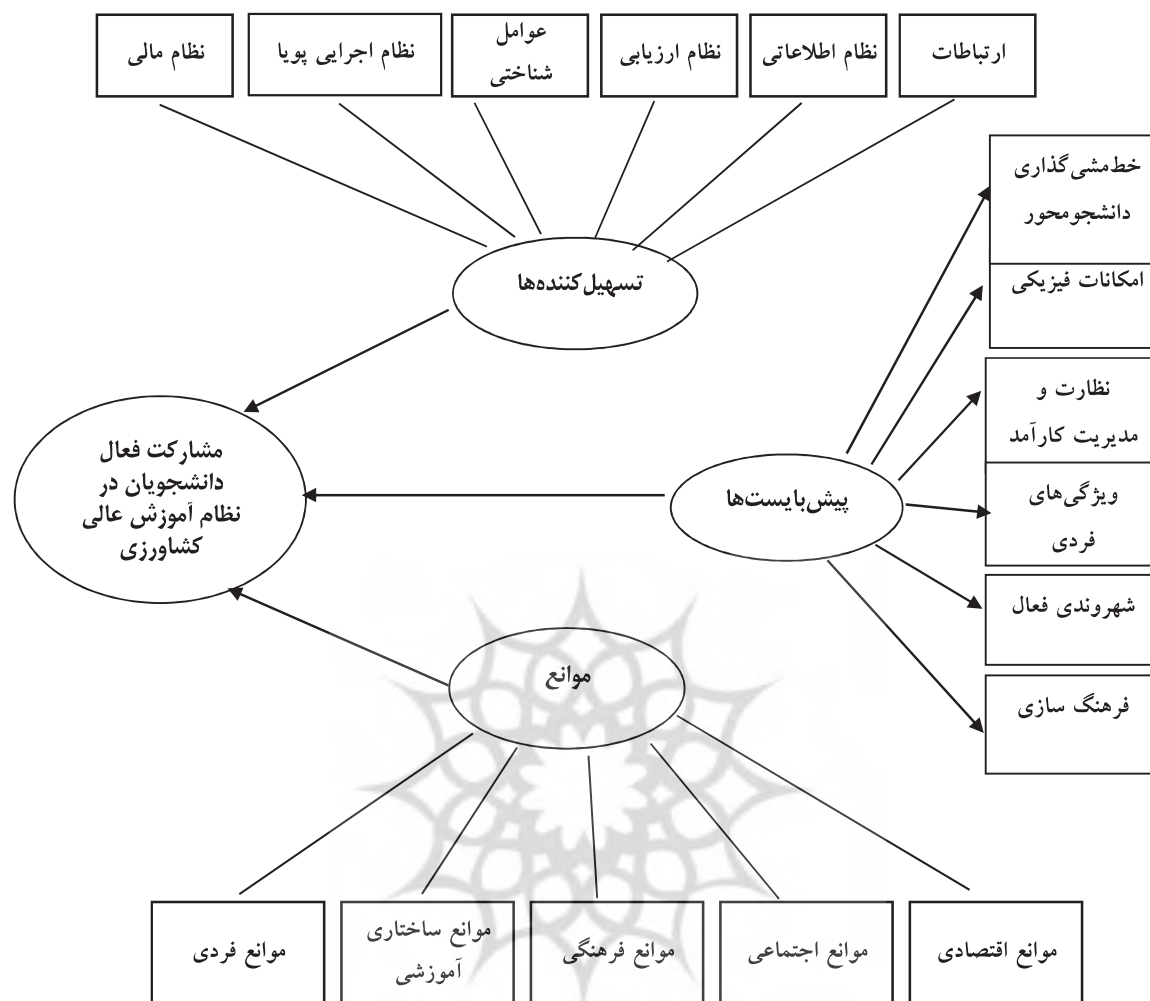 ارتباطات
نظام اطلاعاتی
نظام ارزیابی
عوامل
شناختی
نظام اجرایی پویا
نظام مالی
خط‌مشی‌گذاری
دانشجومحور
امکانات فیزیکی
تسهیل‌کننده‌ها
نظارت و
مدیریت کارآمد
ویژگی‌های
فردی
پیش‌بایست‌ها
مشارکت فعال
دانشجویان در
نظام آموزش عالی
کشاورزی
شهروندی فعال
فرهنگ سازی
موانع
موانع اقتصادی
موانع اجتماعی
موانع فرهنگی
موانع ساختاری
آموزشی
موانع فردی